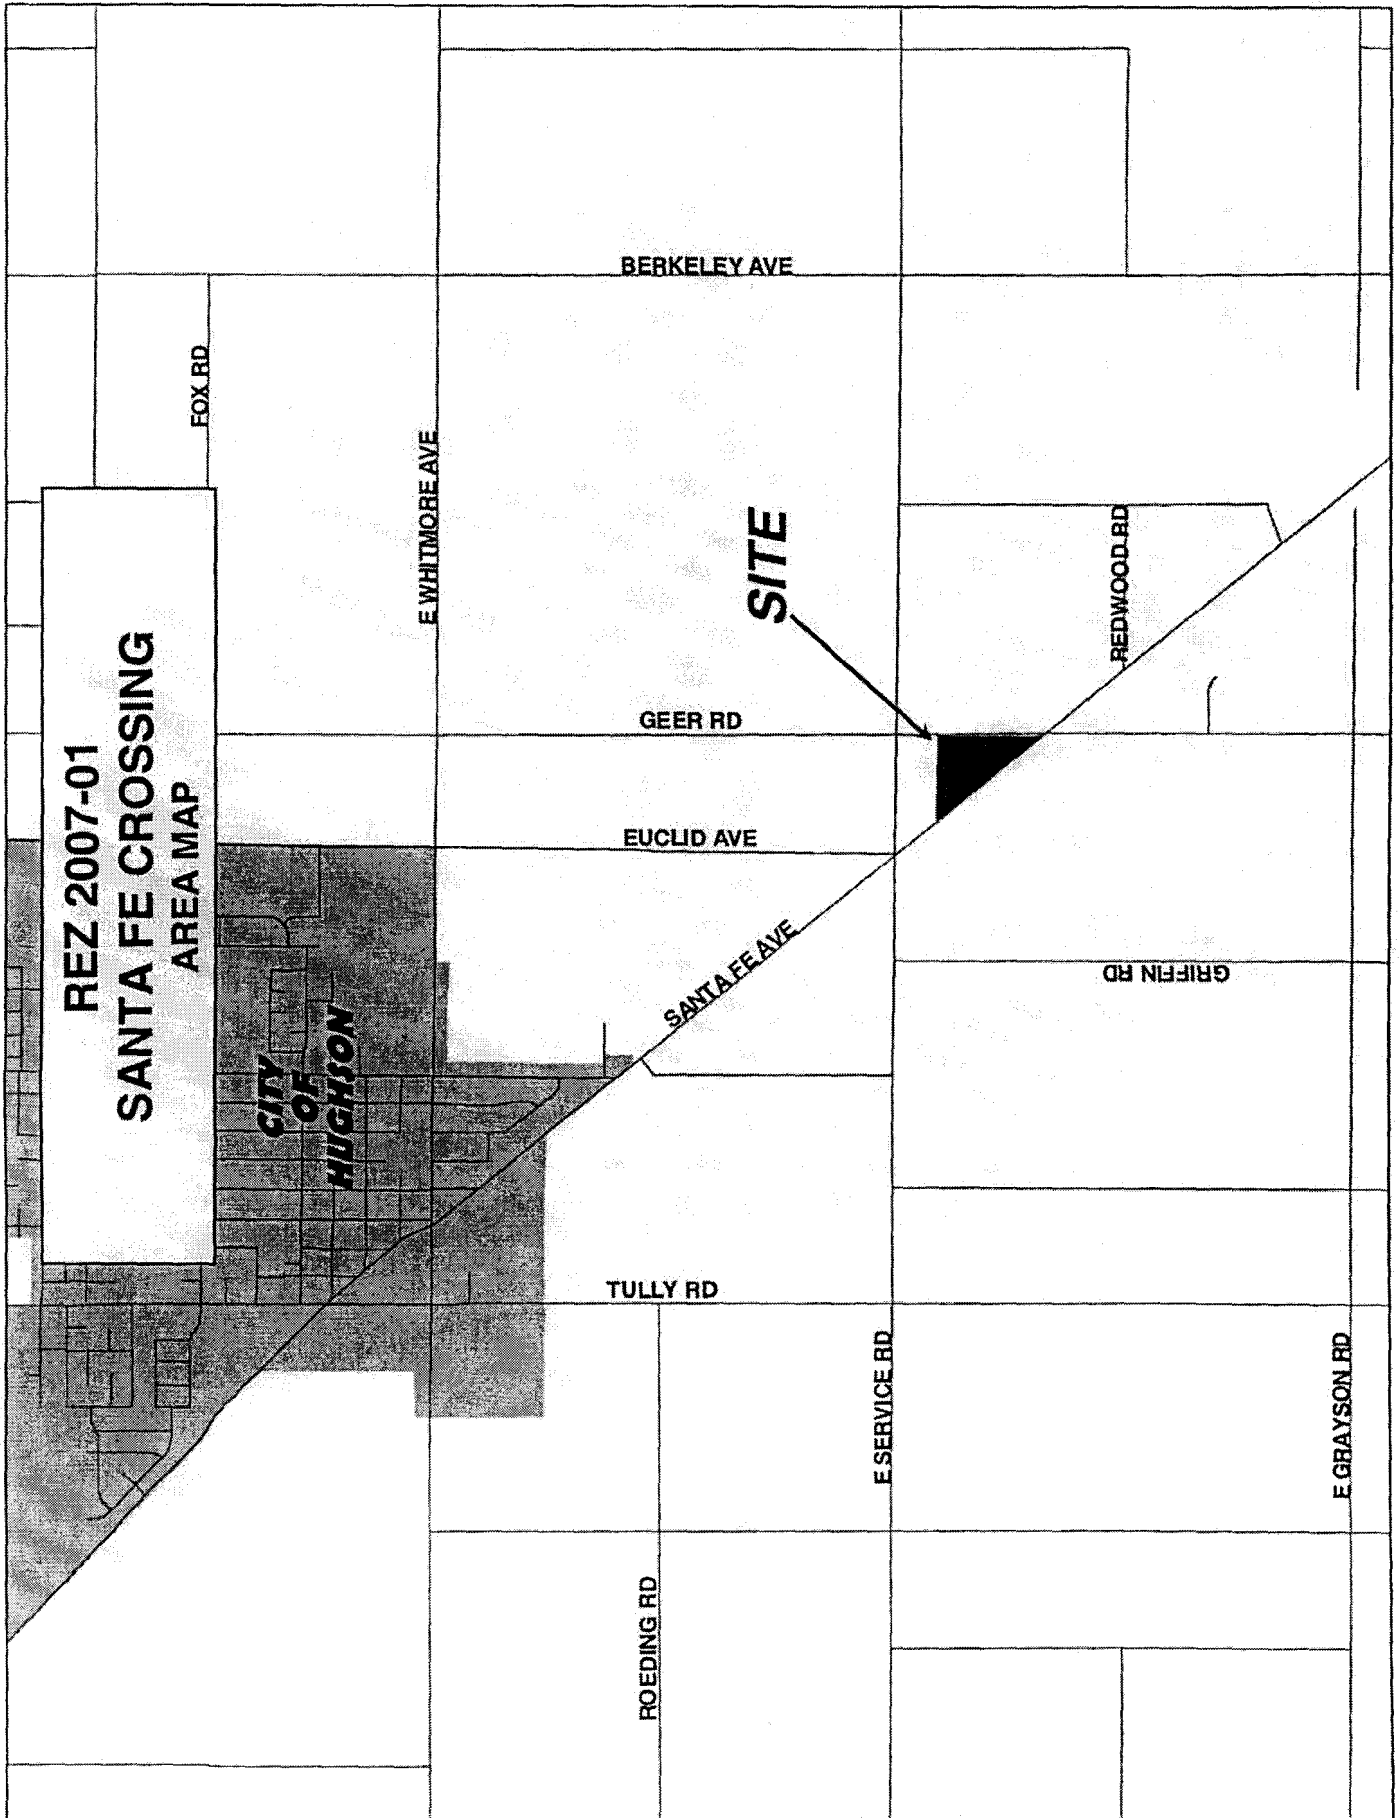 REZ 2007-01
SANTA FE CROSSING
AREA MAP
BERKELEY AVE
FOX RD
E WHITMORE AVE
SITE
REDWOOD RD
GEER RD
EUCLID AVE
SANTA FE AVE
GRIFFIN RD
CITY
OF
HUGHSON
TULLY RD
E SERVICE RD
E GRAYSON RD
ROEDING RD